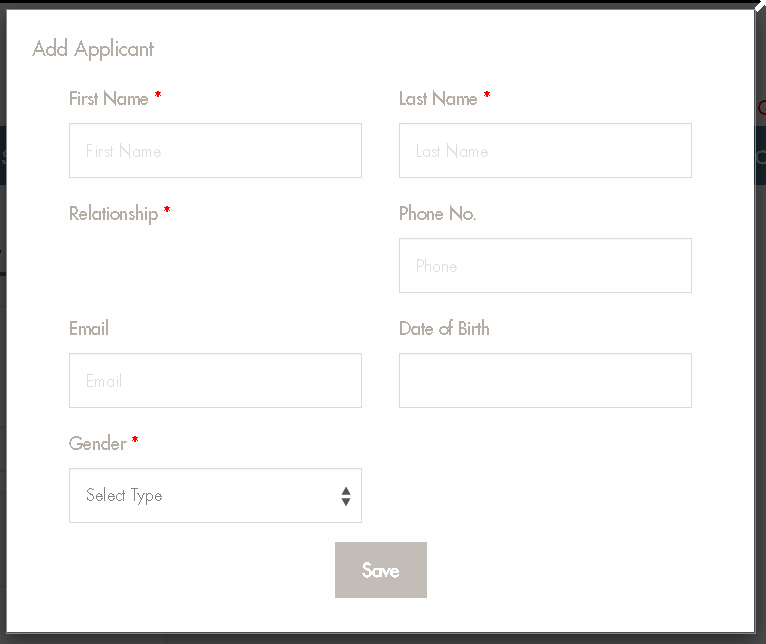 Add Applicant
First Name * Last Name *
First Name Last Name
Relationship * Phone No.
Phone
Email Date of Birth
Email
Gender *
Select Type
Save